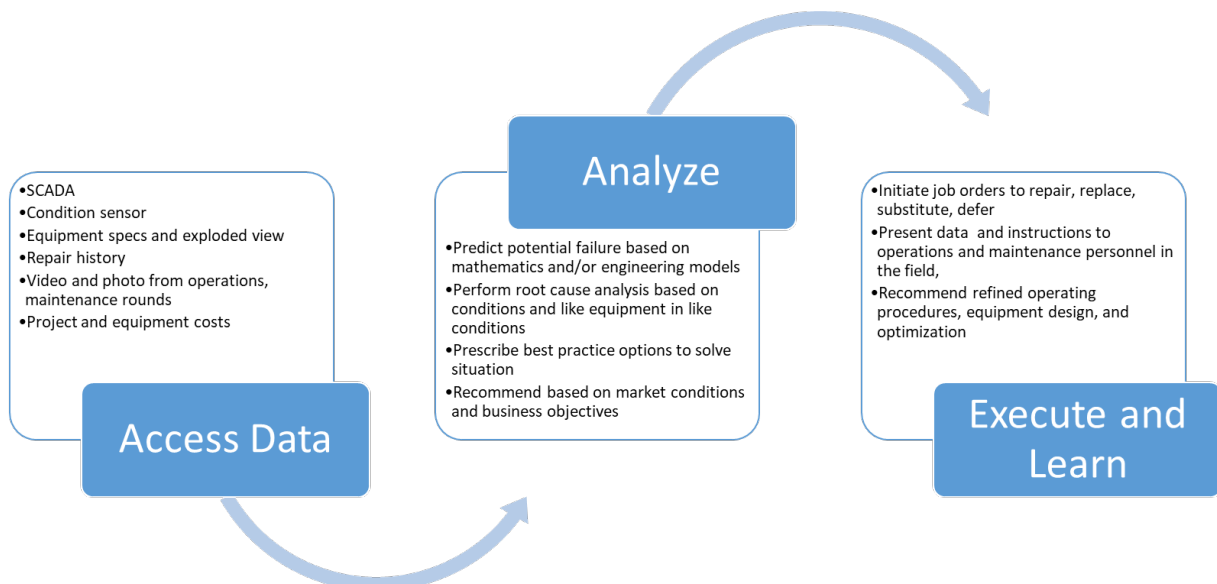 •SCADA
•Condition sensor
•Equipment specs and exploded view
•Repair history
•Video and photo from operations,
maintenance rounds
•Project and equipment costs
Access Data
Analyze
•Predict potential failure based on
mathematics and/or engineering models
•Perform root cause analysis based on
conditions and like equipment in like
conditions
•Prescribe best practice options to solve
situation
•Recommend based on market conditions
and business objectives
•Initiate job orders to repair, replace,
substitute, defer
•Present data and instructions to
operations and maintenance personnel in
the field,
•Recommend refined operating
procedures, equipment design, and
optimization
Execute and
Learn